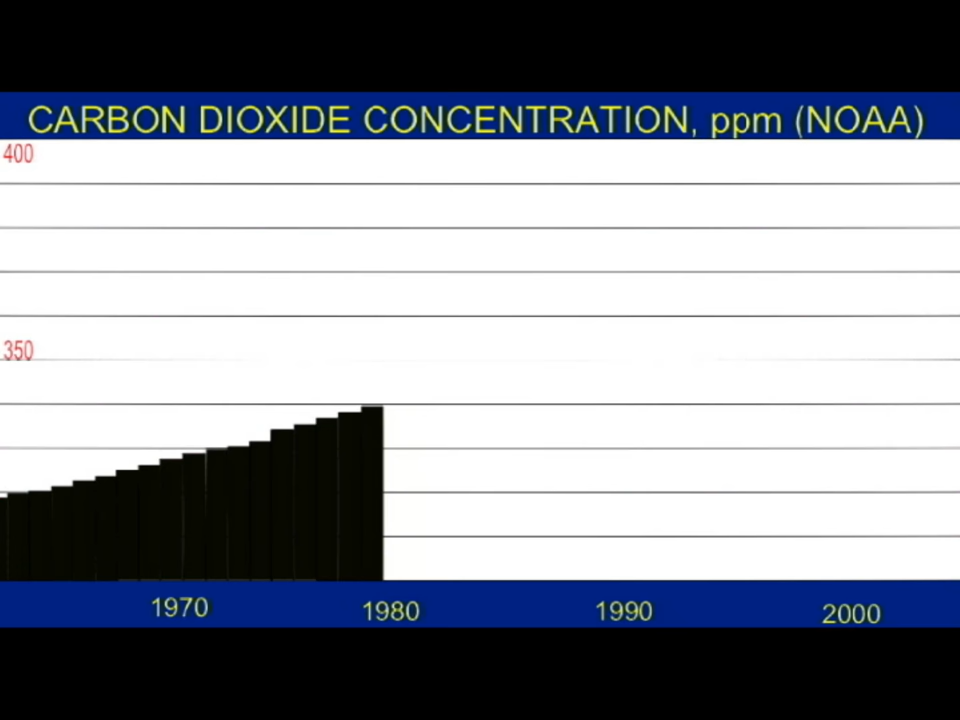 CARBON DIOXIDE CONCENTRATION, ppm (NOAA)
400
350
1970 1980 1990 2000